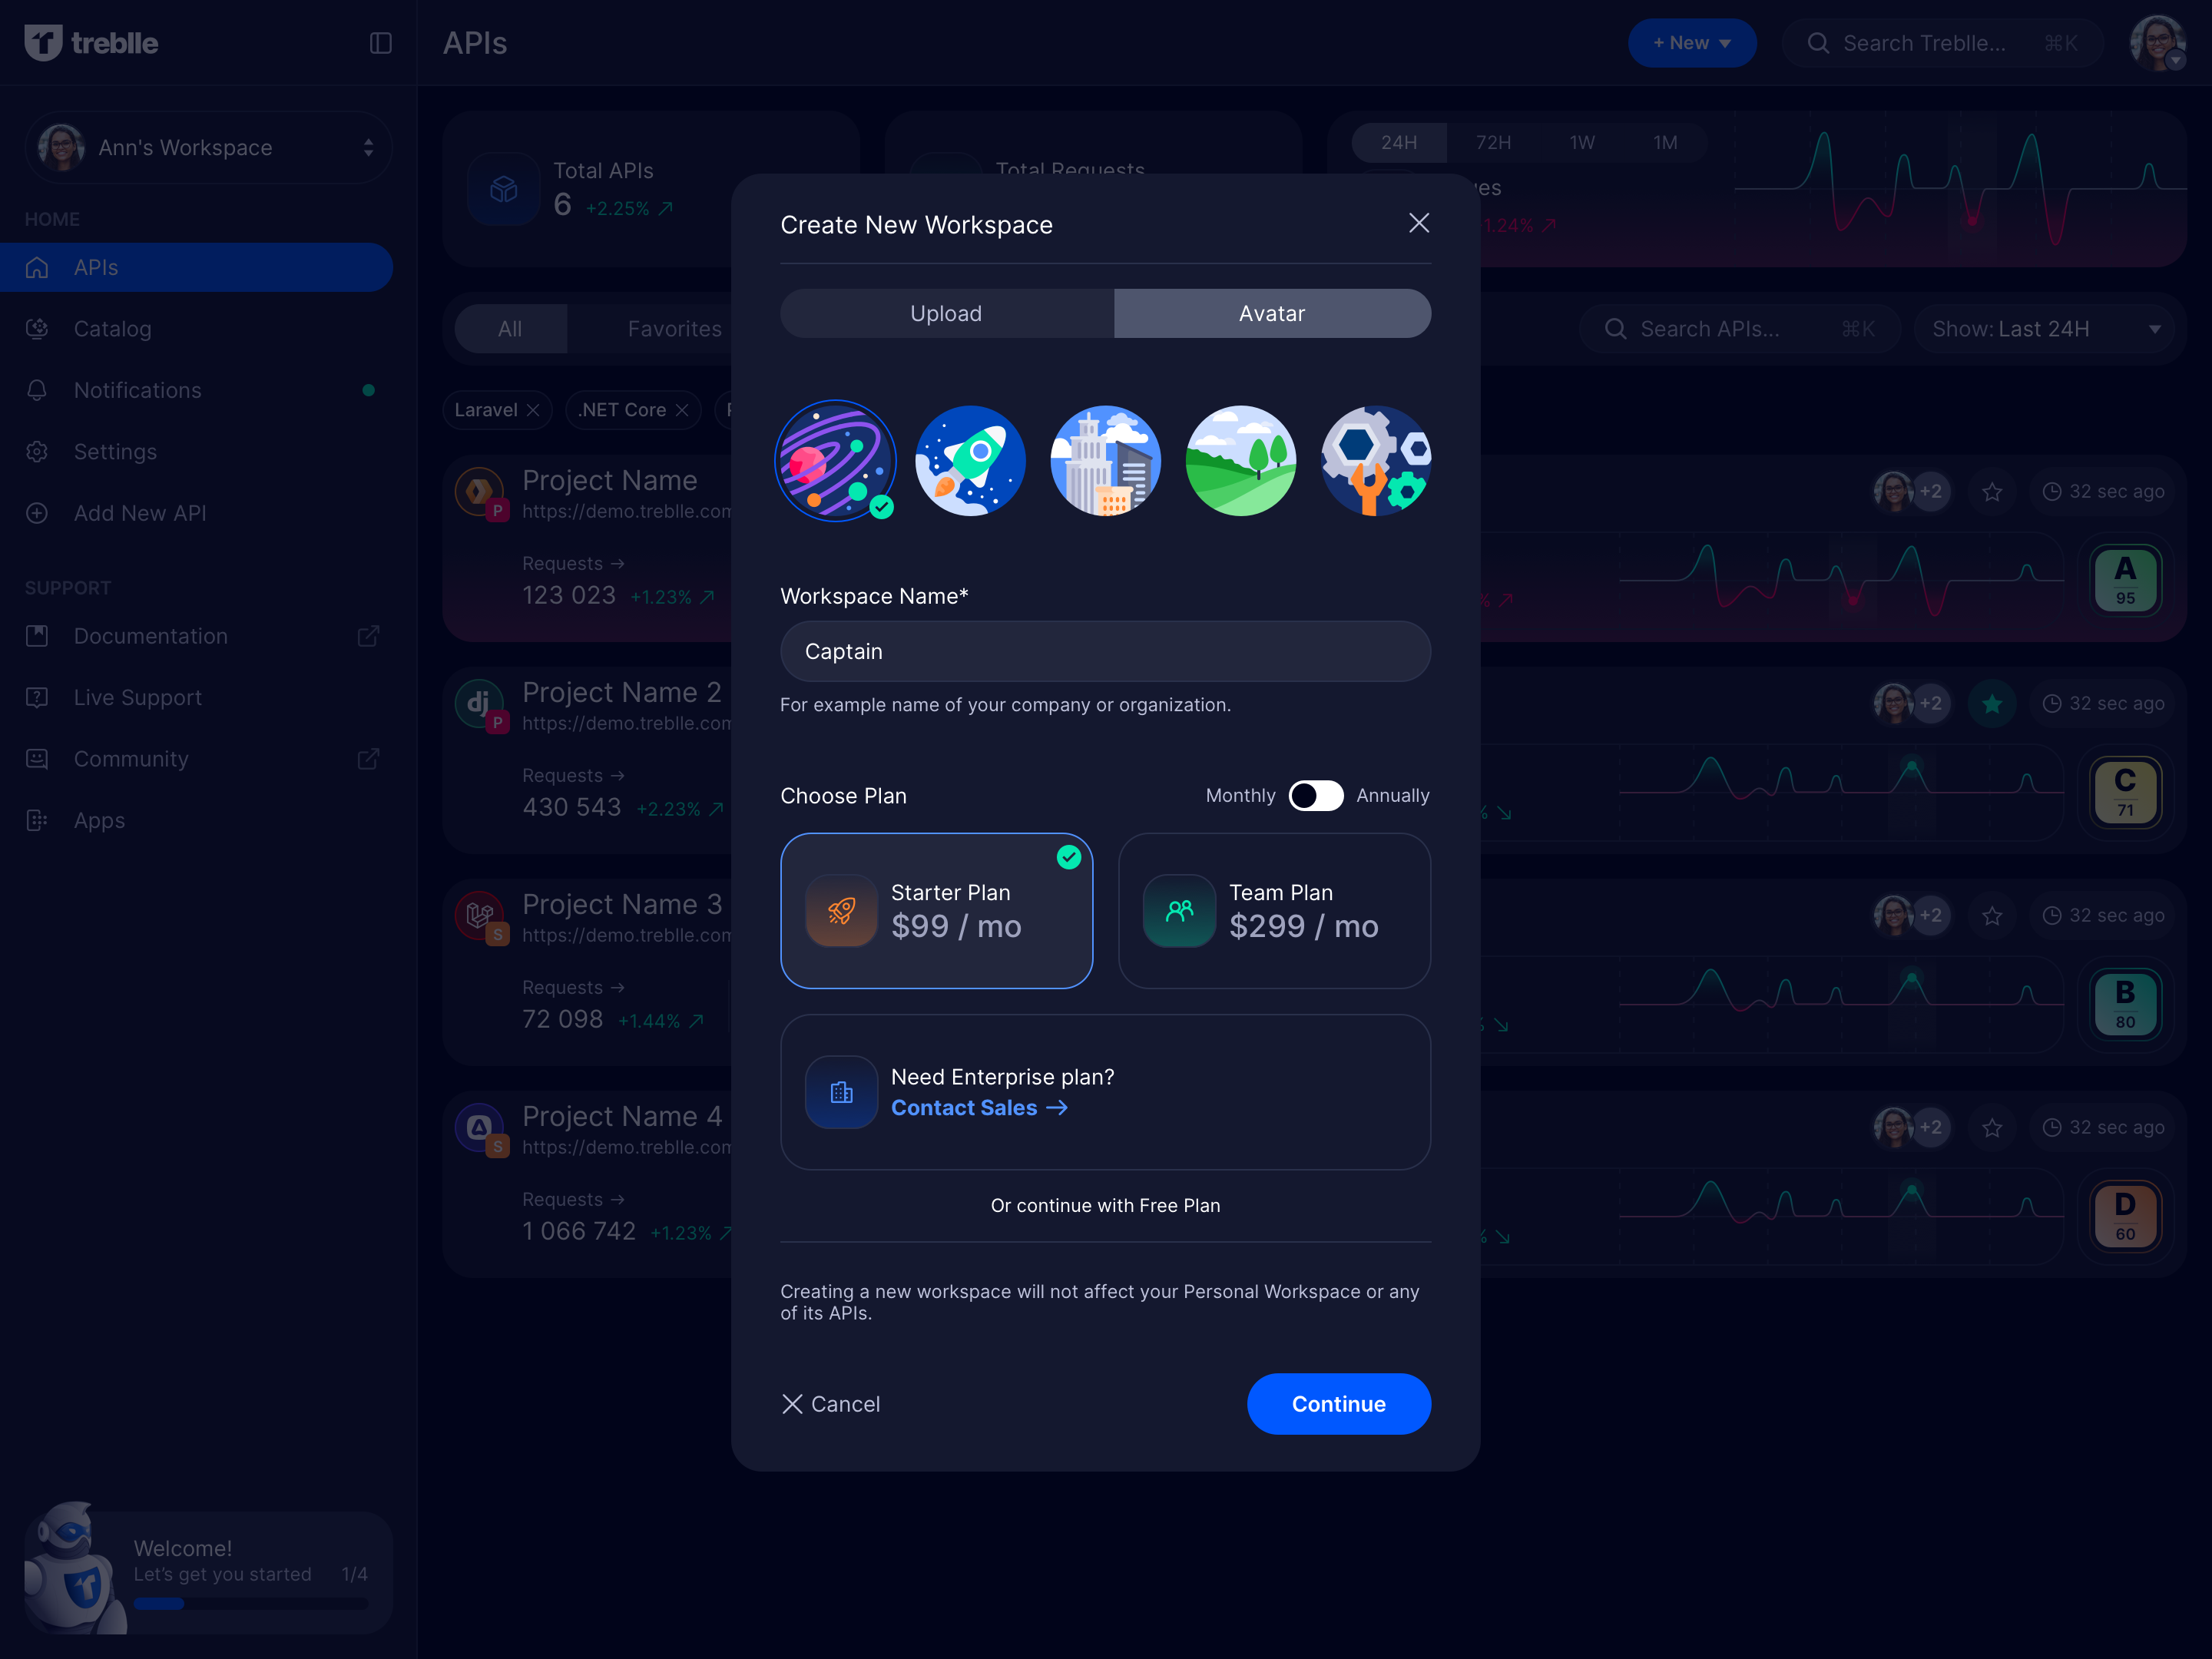 treblle
APIs
+ New
Search Treblle...
⌘K
Ann's Workspace
HOME
APIs
Catalog
Notifications
Settings
Add New API
SUPPORT
Documentation
Live Support
Community
Apps
Welcome!
Let's get you started
1/4
Total APIs
6 +2.25%
Total Requests
24H
72H
1W
1M
1.24%
All
Favorites
Search APIs...
⌘K
Show: Last 24H
Laravel
.NET Core
Project Name
P
https://demo.treblle.com
Requests →
123 023 +1.23%
+2
32 sec ago
A
95
Project Name 2
dj
P
https://demo.treblle.com
Requests →
430 543 +2.23%
+2
32 sec ago
C
71
Project Name 3
S
https://demo.treblle.com
Requests →
72 098 +1.44%
+2
32 sec ago
B
80
Project Name 4
S
https://demo.treblle.com
Requests →
1 066 742 +1.23%
+2
32 sec ago
D
60
Create New Workspace
Upload
Avatar
Workspace Name*
Captain
For example name of your company or organization.
Choose Plan
Monthly
Annually
Starter Plan
$99 / mo
Team Plan
$299 / mo
Need Enterprise plan?
Contact Sales →
Or continue with Free Plan
Creating a new workspace will not affect your Personal Workspace or any
of its APIs.
Cancel
Continue